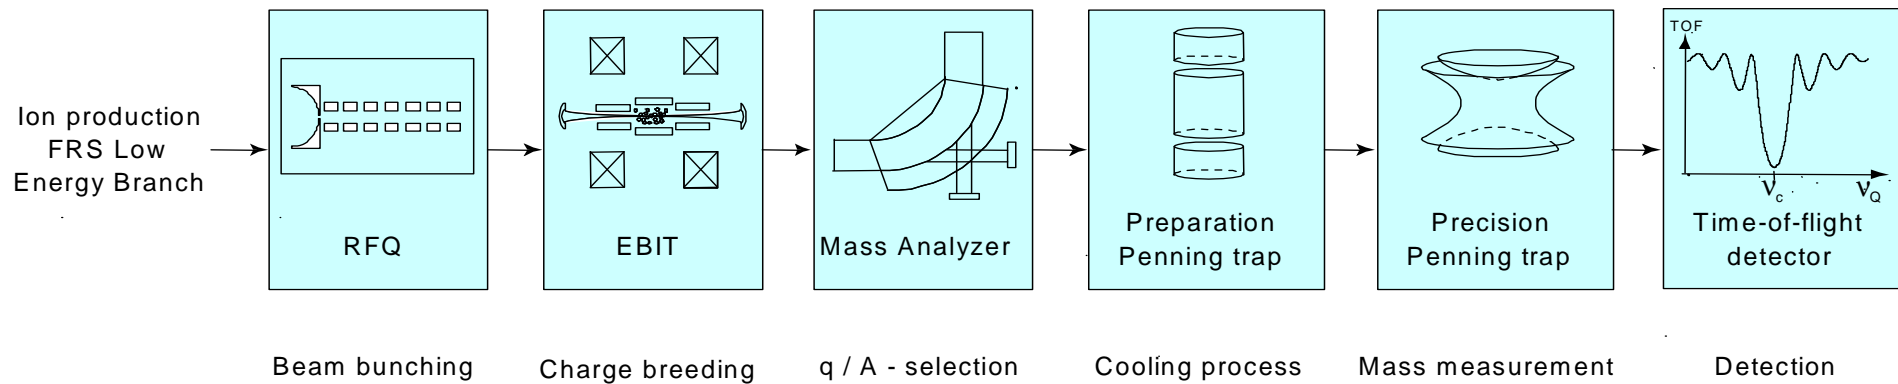 Ion production
FRS Low
Energy Branch
RFQ
EBIT
Mass Analyzer
Preparation
Penning trap
Precision
Penning trap
TOF
ν_c
ν_Q
Time-of-flight
detector
Beam bunching
Charge breeding
q / A - selection
Cooling process
Mass measurement
Detection